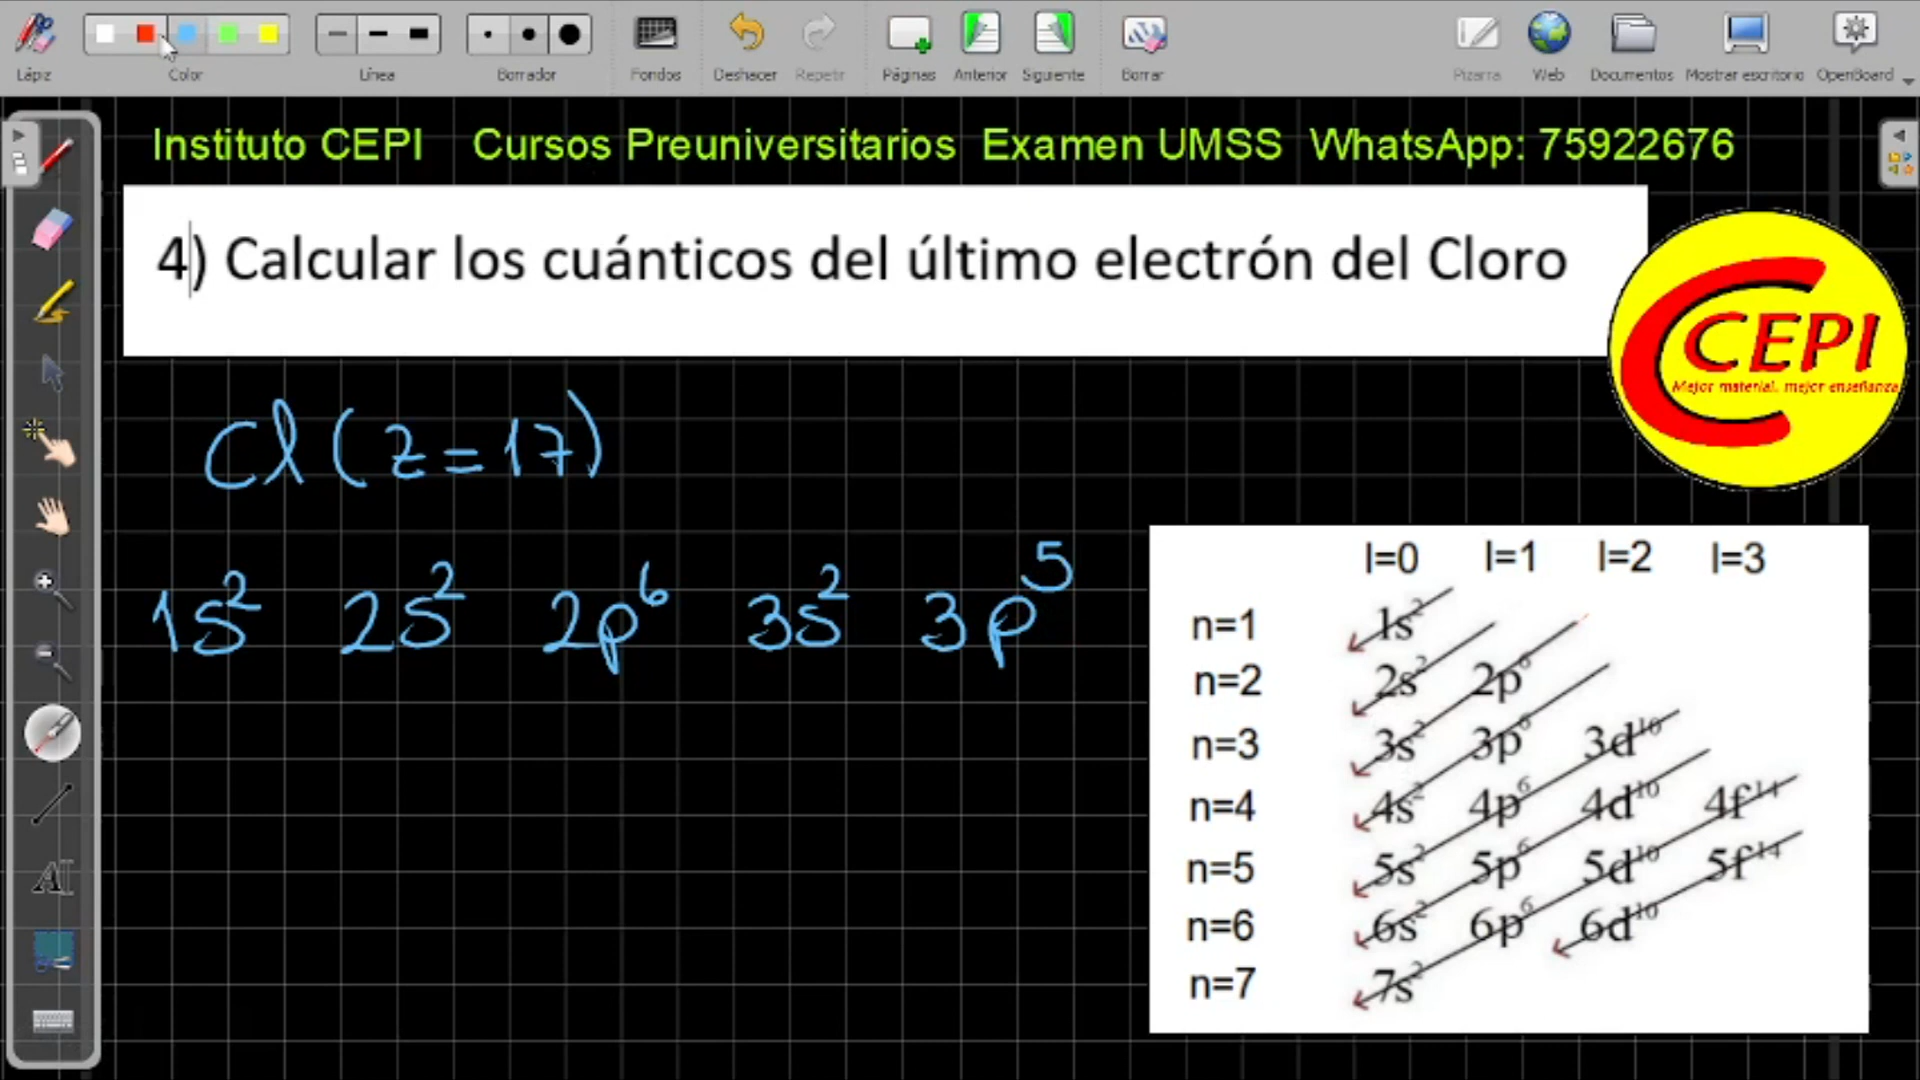 Lápiz Color Línea Borrador Fondos Deshacer Repetir Páginas Anterior Siguiente Borrar Pizarra Web Documentos Mostrar escritorio OpenBoard
Instituto CEPI Cursos Preuniversitarios Examen UMSS WhatsApp: 75922676
4) Calcular los cuánticos del último electrón del Cloro
CEPI
Mejor material, mejor enseñanza
Cl (z=17)
1s² 2s² 2p⁶ 3s² 3p⁵
l=0 l=1 l=2 l=3
n=1 1s²
n=2 2s² 2p⁶
n=3 3s² 3p⁶ 3d¹⁰
n=4 4s² 4p⁶ 4d¹⁰ 4f¹⁴
n=5 5s² 5p⁶ 5d¹⁰ 5f¹⁴
n=6 6s² 6p⁶ 6d¹⁰
n=7 7s²